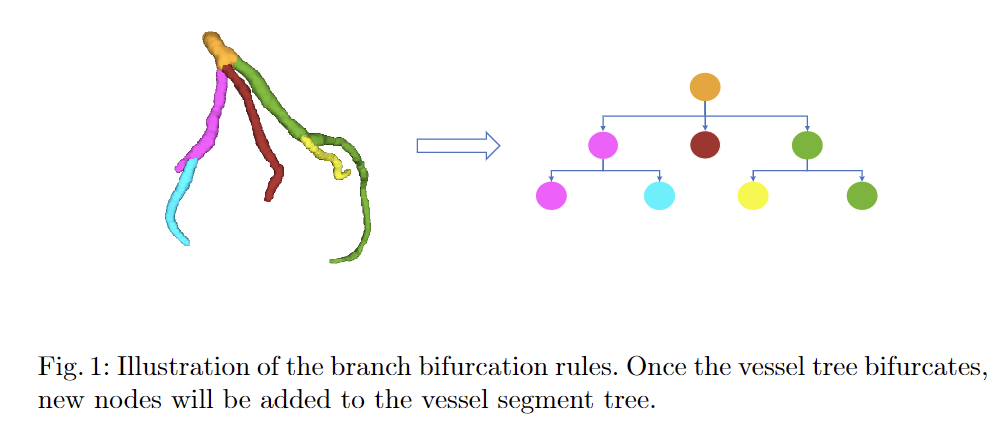 Fig. 1: Illustration of the branch bifurcation rules. Once the vessel tree bifurcates,
new nodes will be added to the vessel segment tree.